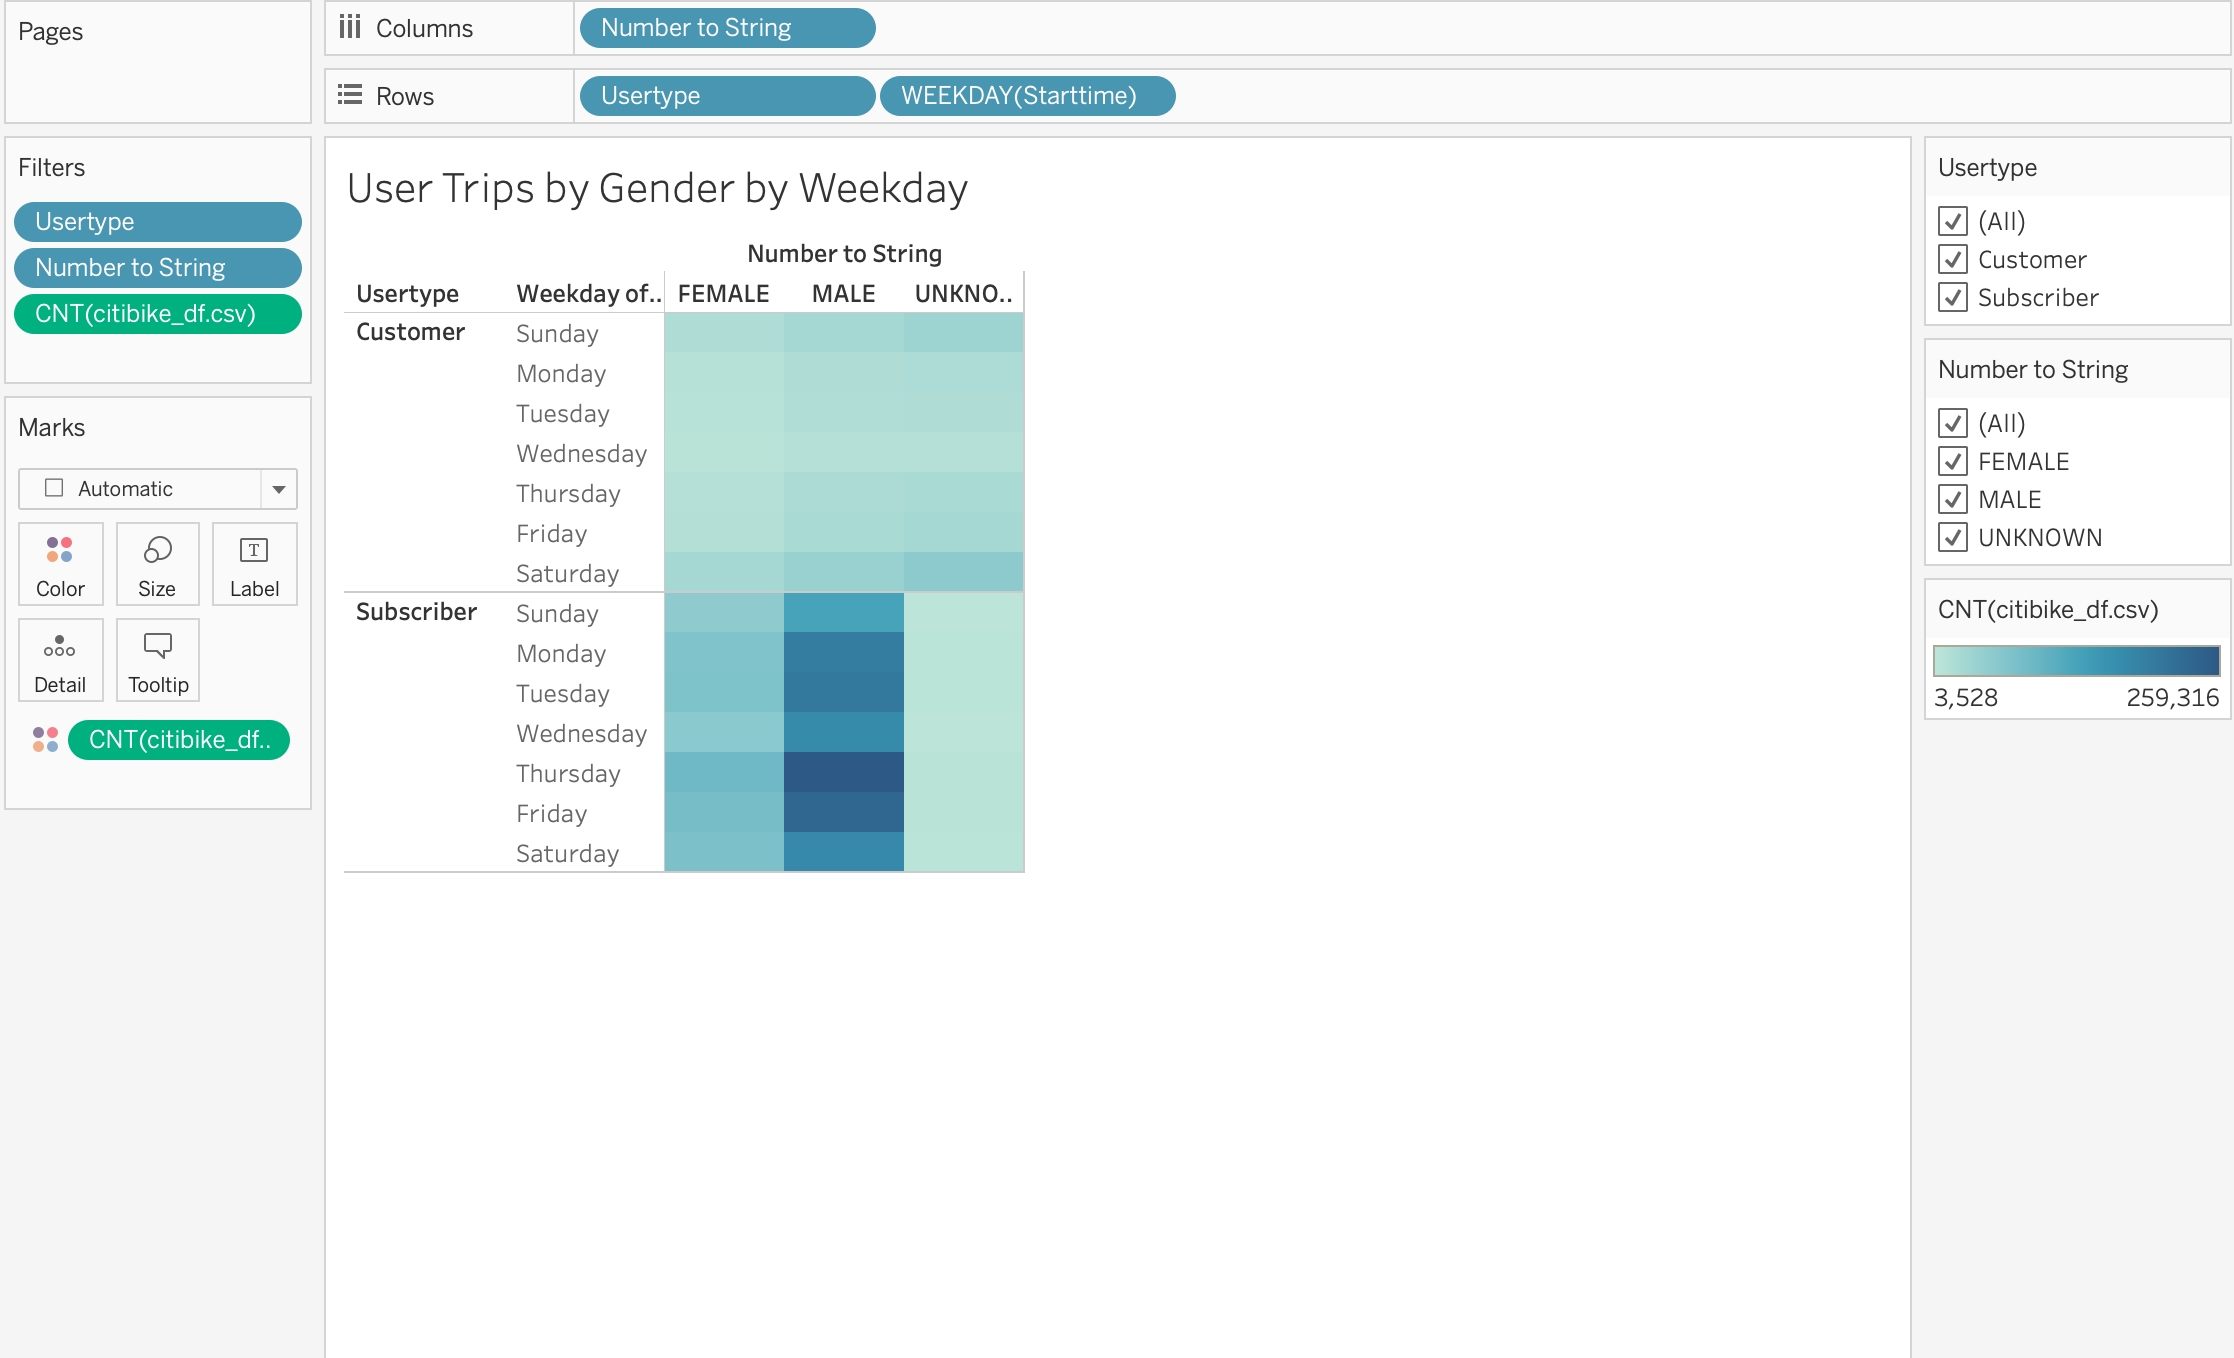 Pages
Columns
Number to String
Rows
Usertype
WEEKDAY(Starttime)
Filters
Usertype
Number to String
CNT(citibike_df.csv)
Marks
Automatic
Color
Size
T
Label
Detail
Tooltip
CNT(citibike_df..
User Trips by Gender by Weekday
Number to String
Usertype
Weekday of..
FEMALE
MALE
UNKNO..
Customer
Sunday
Monday
Tuesday
Wednesday
Thursday
Friday
Saturday
Subscriber
Sunday
Monday
Tuesday
Wednesday
Thursday
Friday
Saturday
Usertype
(All)
Customer
Subscriber
Number to String
(All)
FEMALE
MALE
UNKNOWN
CNT(citibike_df.csv)
3,528
259,316